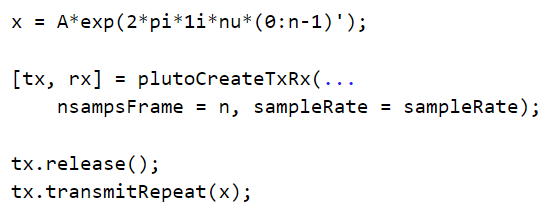 x = A*exp(2*pi*1i*nu*(0:n-1)');
[tx, rx] = plutoCreateTxRx(...
nsampsFrame = n, sampleRate = sampleRate);
tx.release();
tx.transmitRepeat(x);